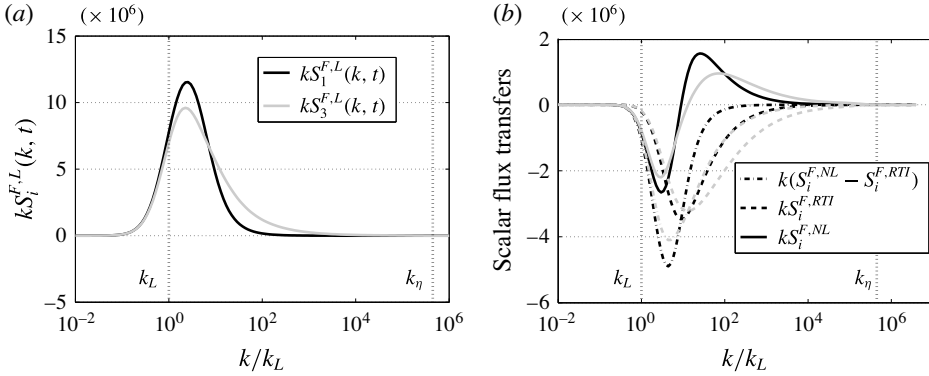 (a)
(× 10⁶)
15
10
5
0
−5
kS_i^{F,L}(k, t)
kS_1^{F,L}(k, t)
kS_3^{F,L}(k, t)
k_L
k_η
10⁻²
10⁰
10²
10⁴
10⁶
k/k_L
(b)
(× 10⁶)
2
0
−2
−4
−6
Scalar flux transfers
k(S_i^{F,NL} − S_i^{F,RTI})
kS_i^{F,RTI}
kS_i^{F,NL}
k_L
k_η
10⁻²
10⁰
10²
10⁴
10⁶
k/k_L